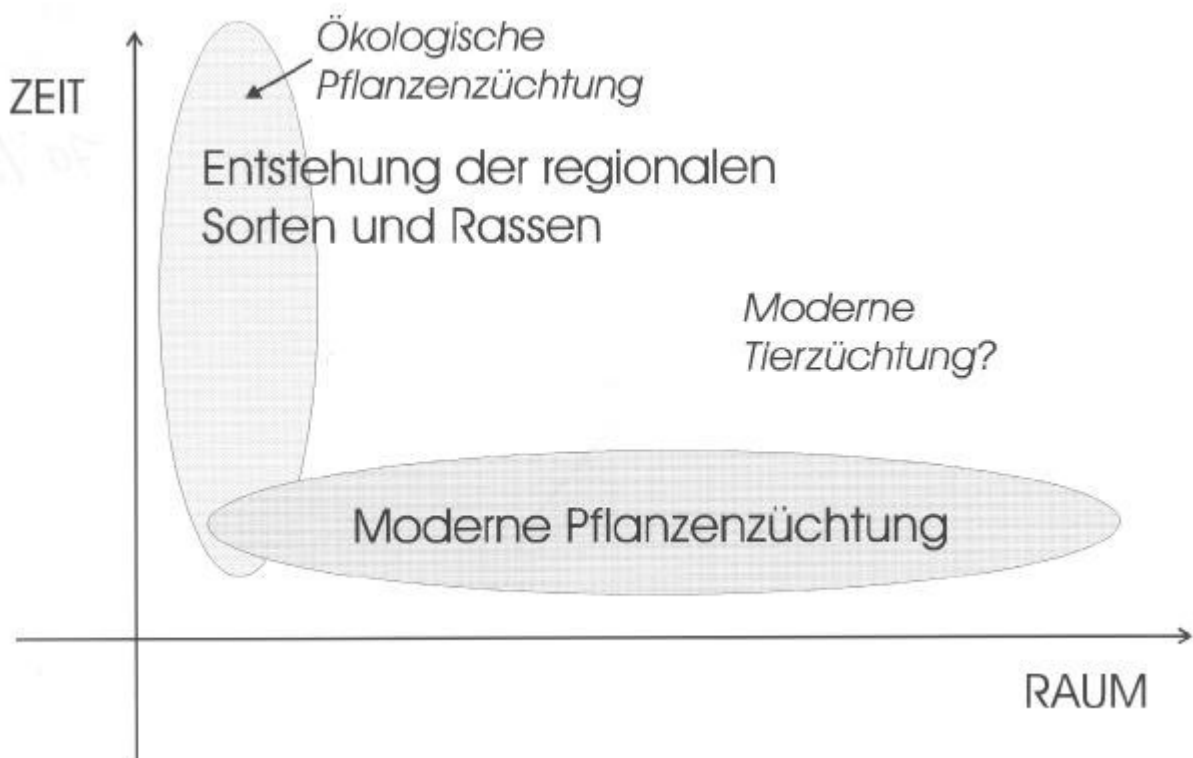 Ökologische
Pflanzenzüchtung
ZEIT
Entstehung der regionalen
Sorten und Rassen
Moderne
Tierzüchtung?
Moderne Pflanzenzüchtung
RAUM